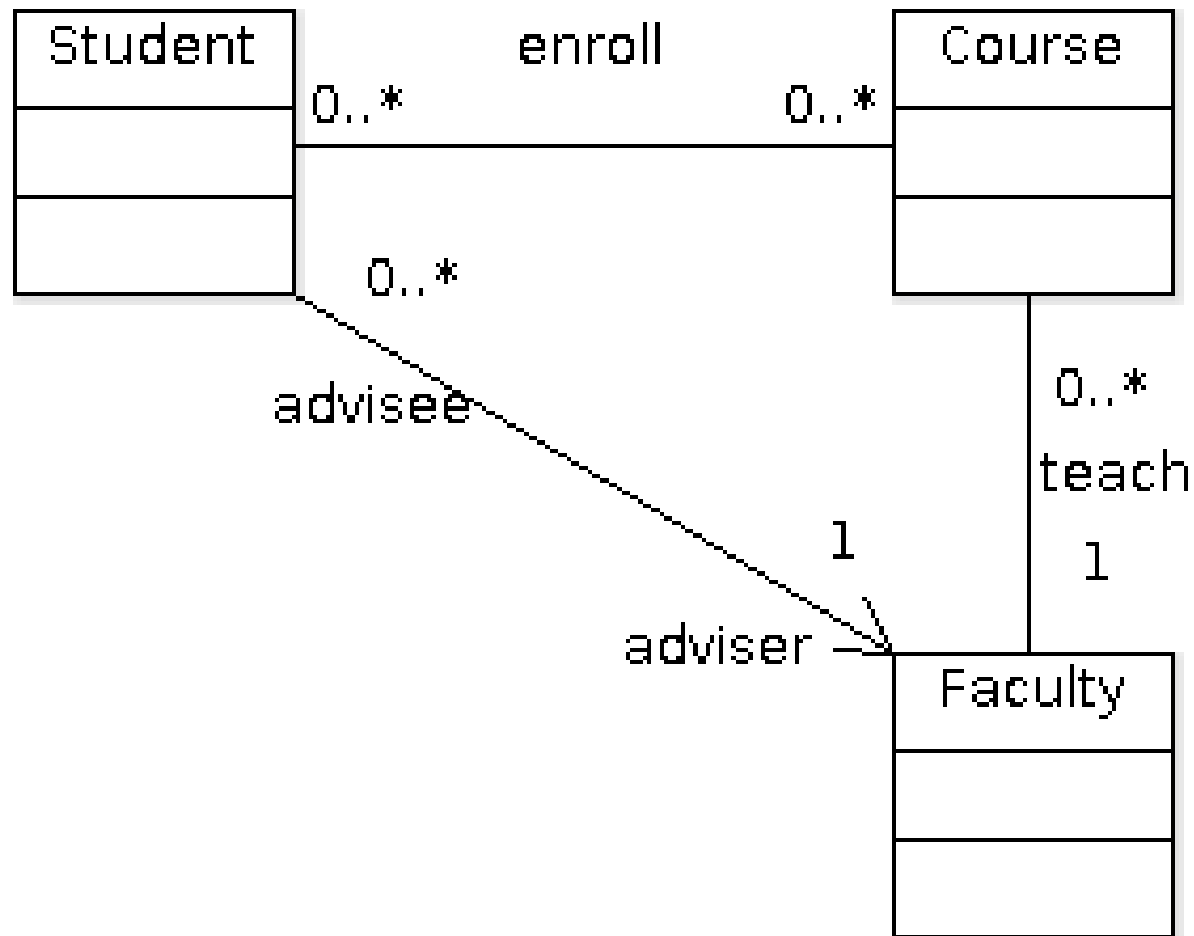 Student
enroll
Course
0..*
0..*
0..*
advisee
0..*
teach
1
1
adviser
Faculty